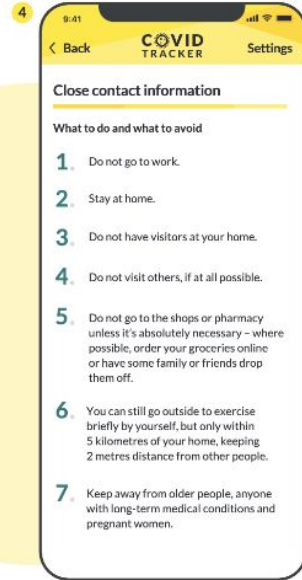 4
9:41
Back
COVID
TRACKER
Settings
Close contact information
What to do and what to avoid
1. Do not go to work.
2. Stay at home.
3. Do not have visitors at your home.
4. Do not visit others, if at all possible.
5. Do not go to the shops or pharmacy
unless it's absolutely necessary – where
possible, order your groceries online
or have some family or friends drop
them off.
6. You can still go outside to exercise
briefly by yourself, but only within
5 kilometres of your home, keeping
2 metres distance from other people.
7. Keep away from older people, anyone
with long-term medical conditions and
pregnant women.